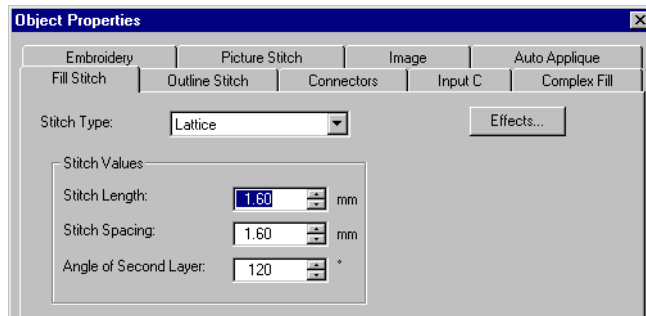 Object Properties
Embroidery Picture Stitch Image Auto Applique
Fill Stitch Outline Stitch Connectors Input C Complex Fill
Stitch Type: Lattice Effects...
Stitch Values
Stitch Length: 1.60 mm
Stitch Spacing: 1.60 mm
Angle of Second Layer: 120 °